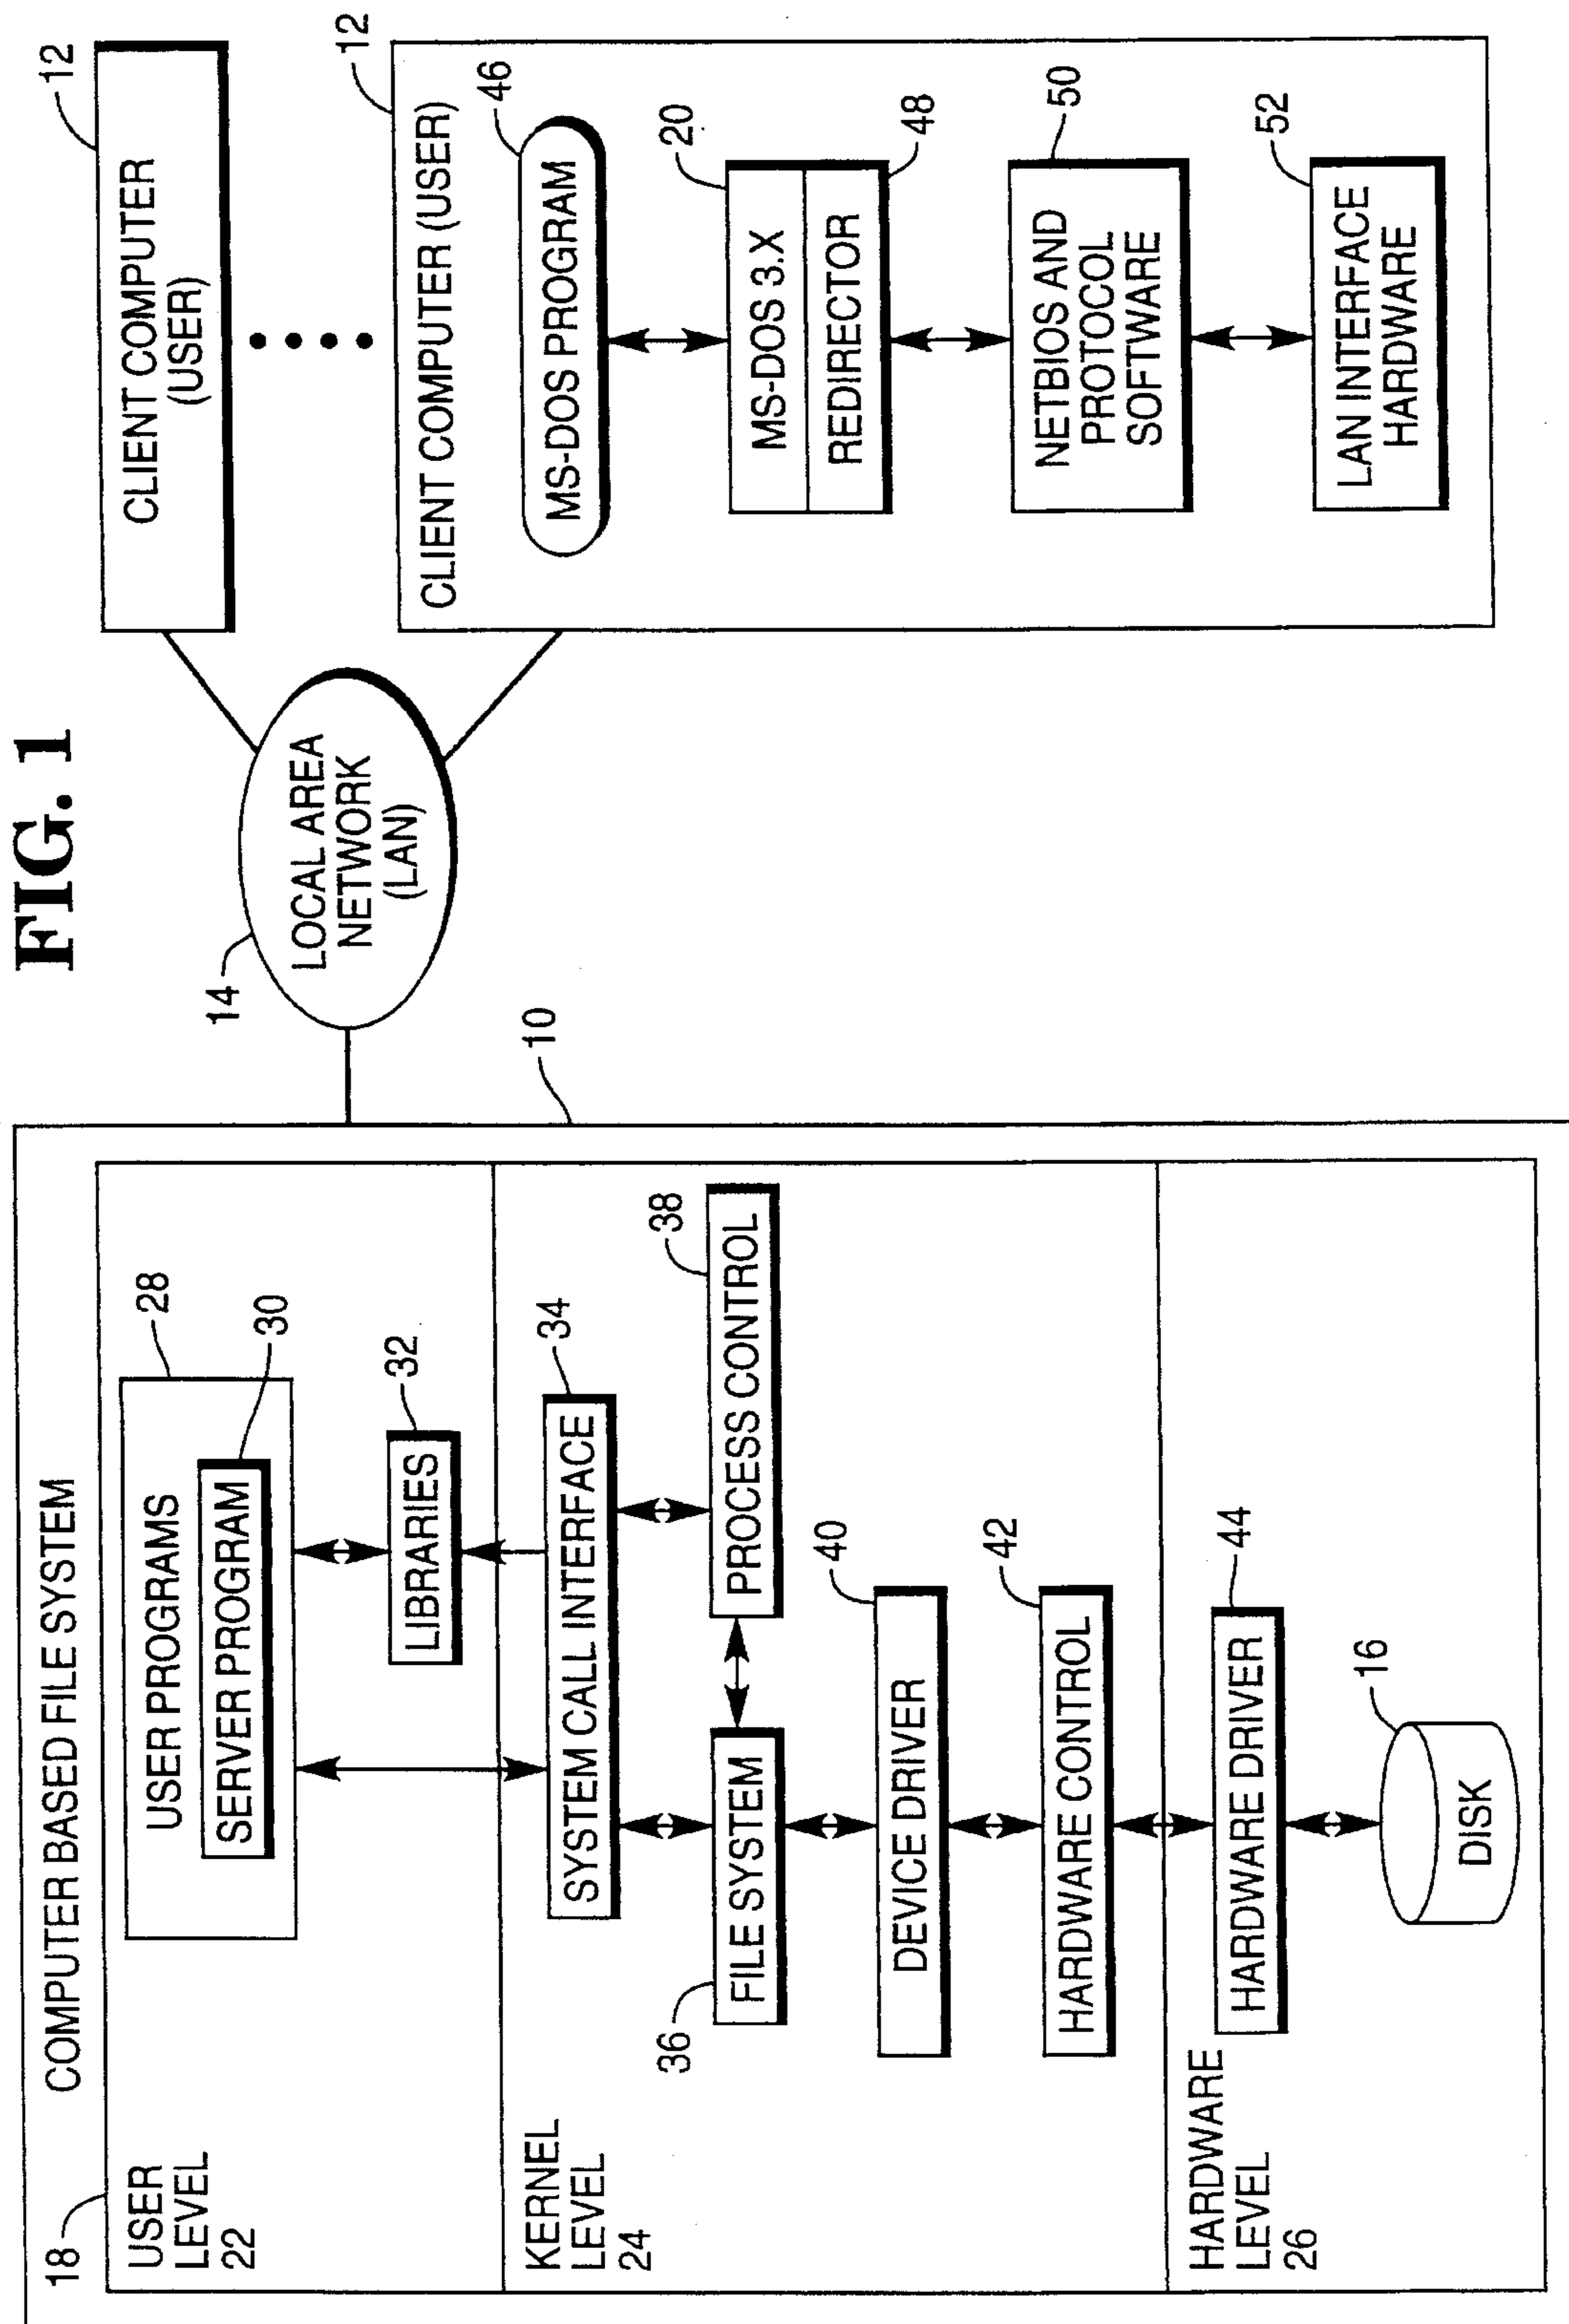 FIG. 1
COMPUTER BASED FILE SYSTEM
18
10
USER
LEVEL
22
USER PROGRAMS
28
SERVER PROGRAM
30
LIBRARIES
32
KERNEL
LEVEL
24
SYSTEM CALL INTERFACE
34
36
FILE SYSTEM
PROCESS CONTROL
38
DEVICE DRIVER
40
HARDWARE CONTROL
42
HARDWARE
LEVEL
26
HARDWARE DRIVER
44
DISK
16
14
LOCAL AREA
NETWORK
(LAN)
CLIENT COMPUTER
(USER)
12
CLIENT COMPUTER (USER)
12
MS-DOS PROGRAM
46
MS-DOS 3.X
20
REDIRECTOR
48
NETBIOS AND
PROTOCOL
SOFTWARE
50
LAN INTERFACE
HARDWARE
52